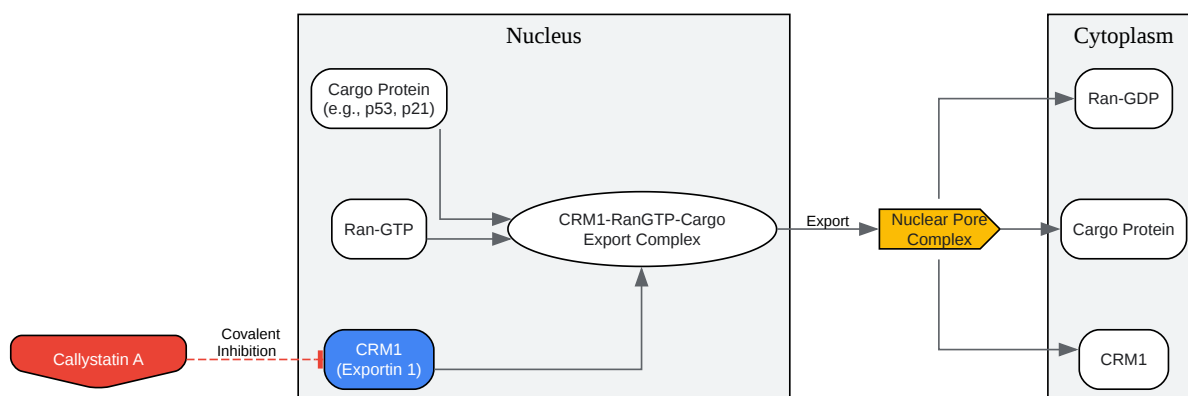 Nucleus
Cytoplasm
Cargo Protein
(e.g., p53, p21)
Ran-GTP
CRM1-RanGTP-Cargo
Export Complex
Export
Nuclear Pore
Complex
Ran-GDP
Cargo Protein
CRM1
Callystatin A
Covalent
Inhibition
CRM1
(Exportin 1)